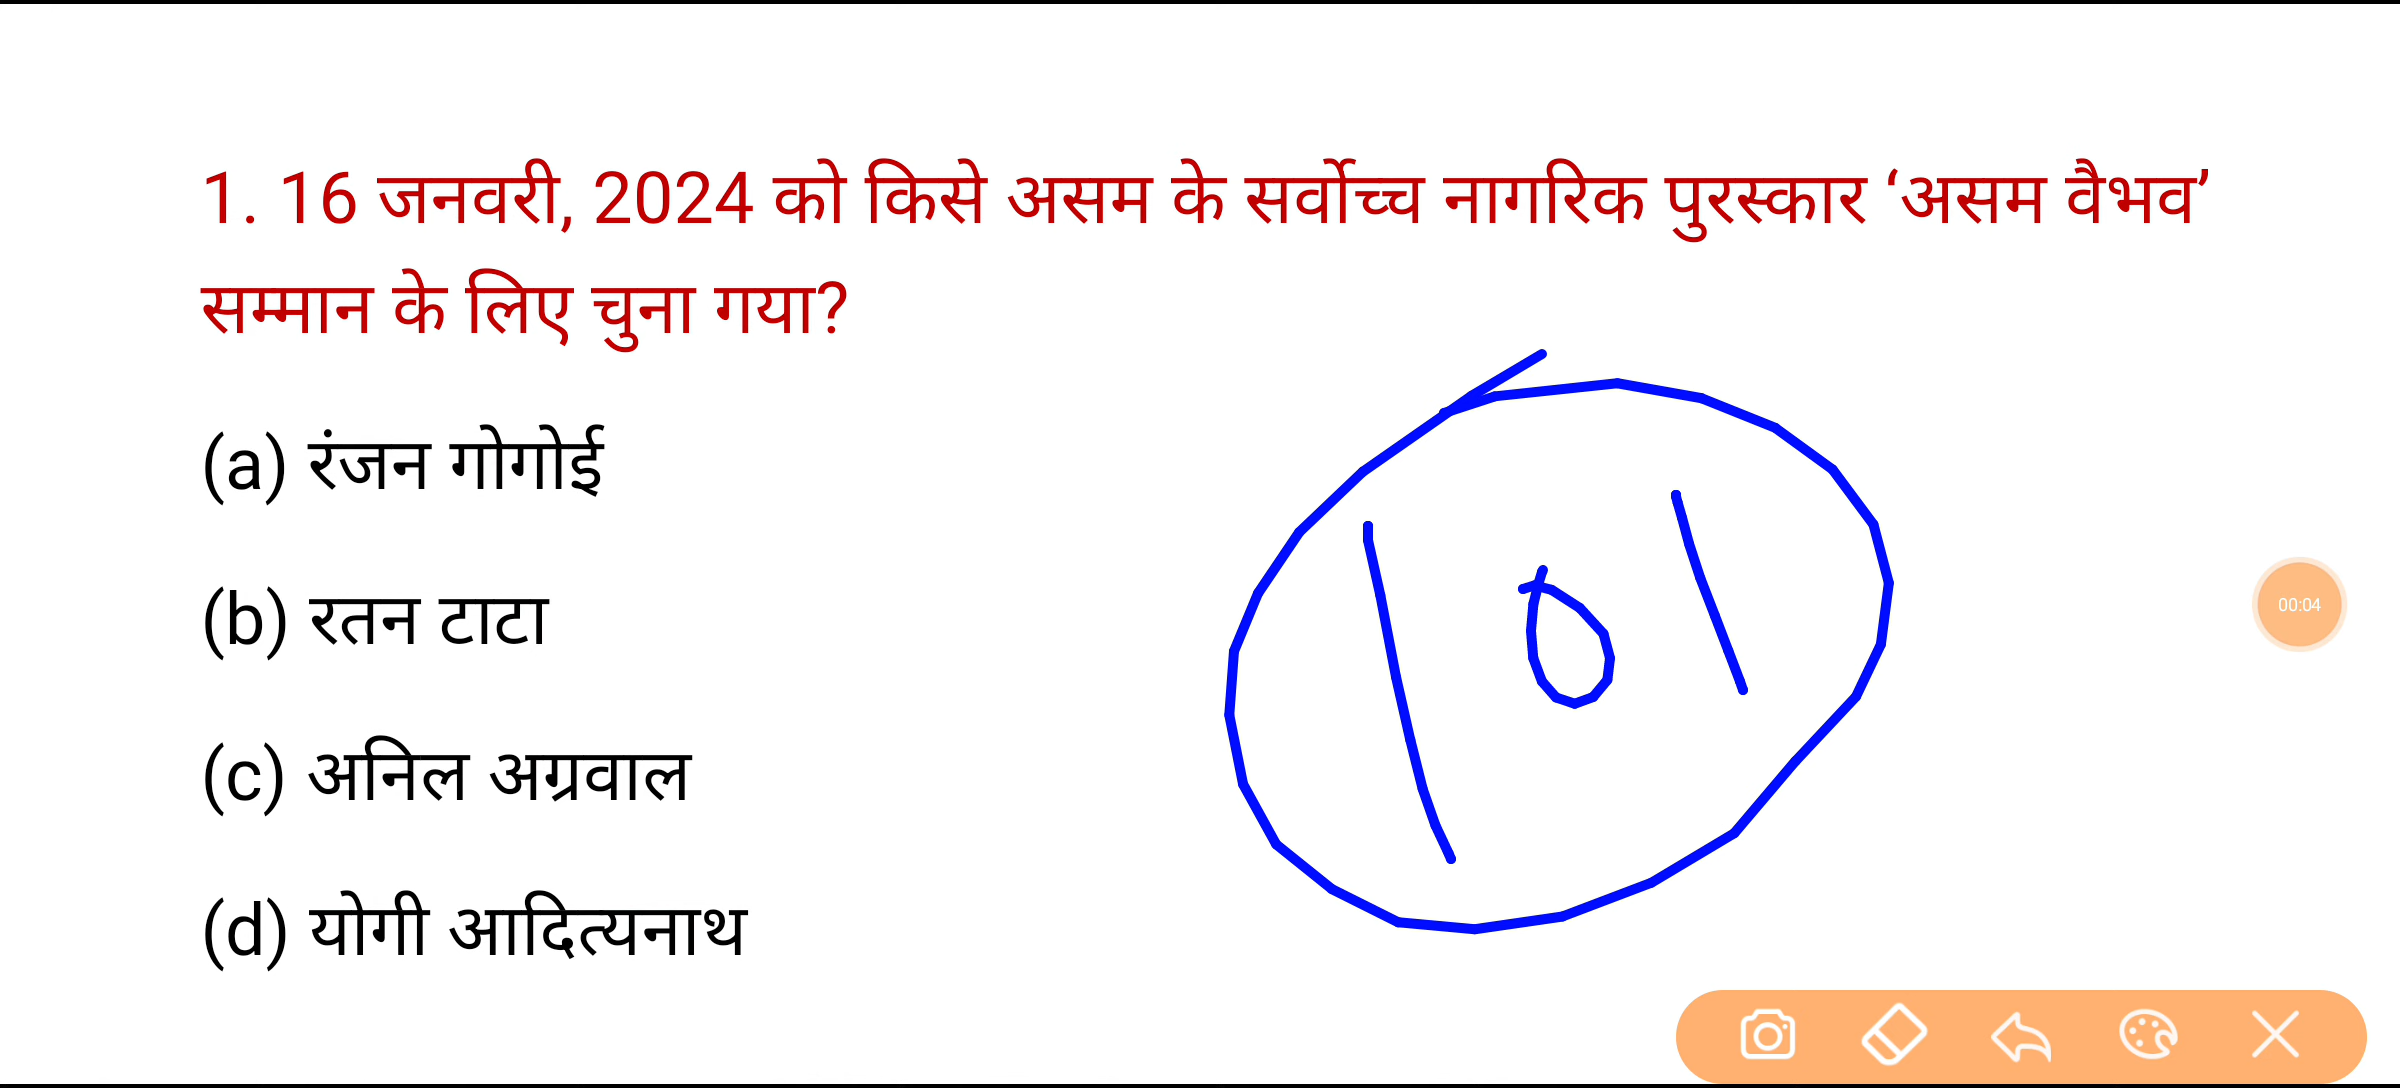 1. 16 जनवरी, 2024 को किसे असम के सर्वोच्च नागरिक पुरस्कार ‘असम वैभव’
सम्मान के लिए चुना गया?
(a) रंजन गोगोई
(b) रतन टाटा
(c) अनिल अग्रवाल
(d) योगी आदित्यनाथ
101
00:04